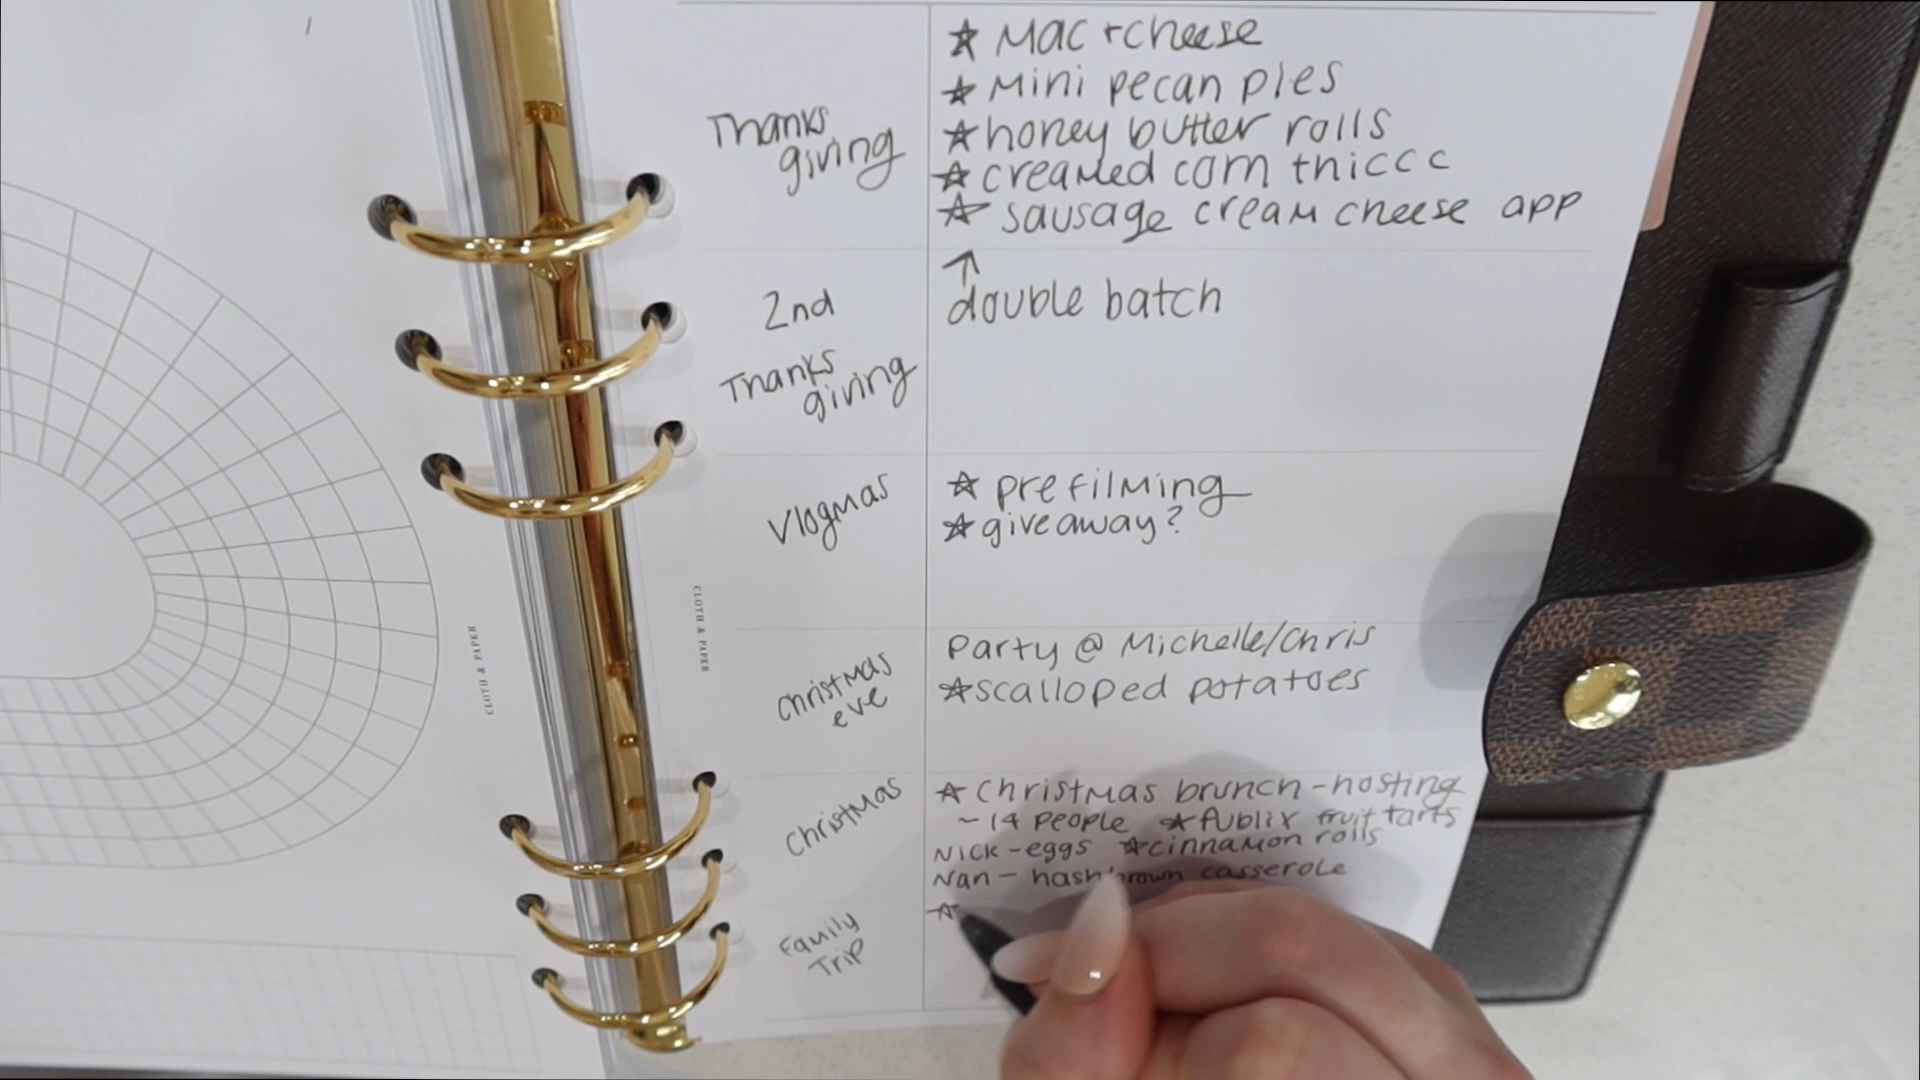 Thanks
giving
☆ Mac + cheese
☆ Mini pecan pies
☆ honey butter rolls
☆ creamed corn thiccc
☆ sausage cream cheese app
2nd
Thanks
giving
↑
double batch
Vlogmas
☆ prefilming
☆ giveaway?
Christmas
eve
Party @ Michelle/Chris
☆ scalloped potatoes
Christmas
☆ Christmas brunch - hosting
~ 14 people ☆ Publix fruit tarts
Nick - eggs ☆ cinnamon rolls
Nan - hashbrown casserole
Family
Trip
☆
CLOTH & PAPER
CLOTH & PAPER